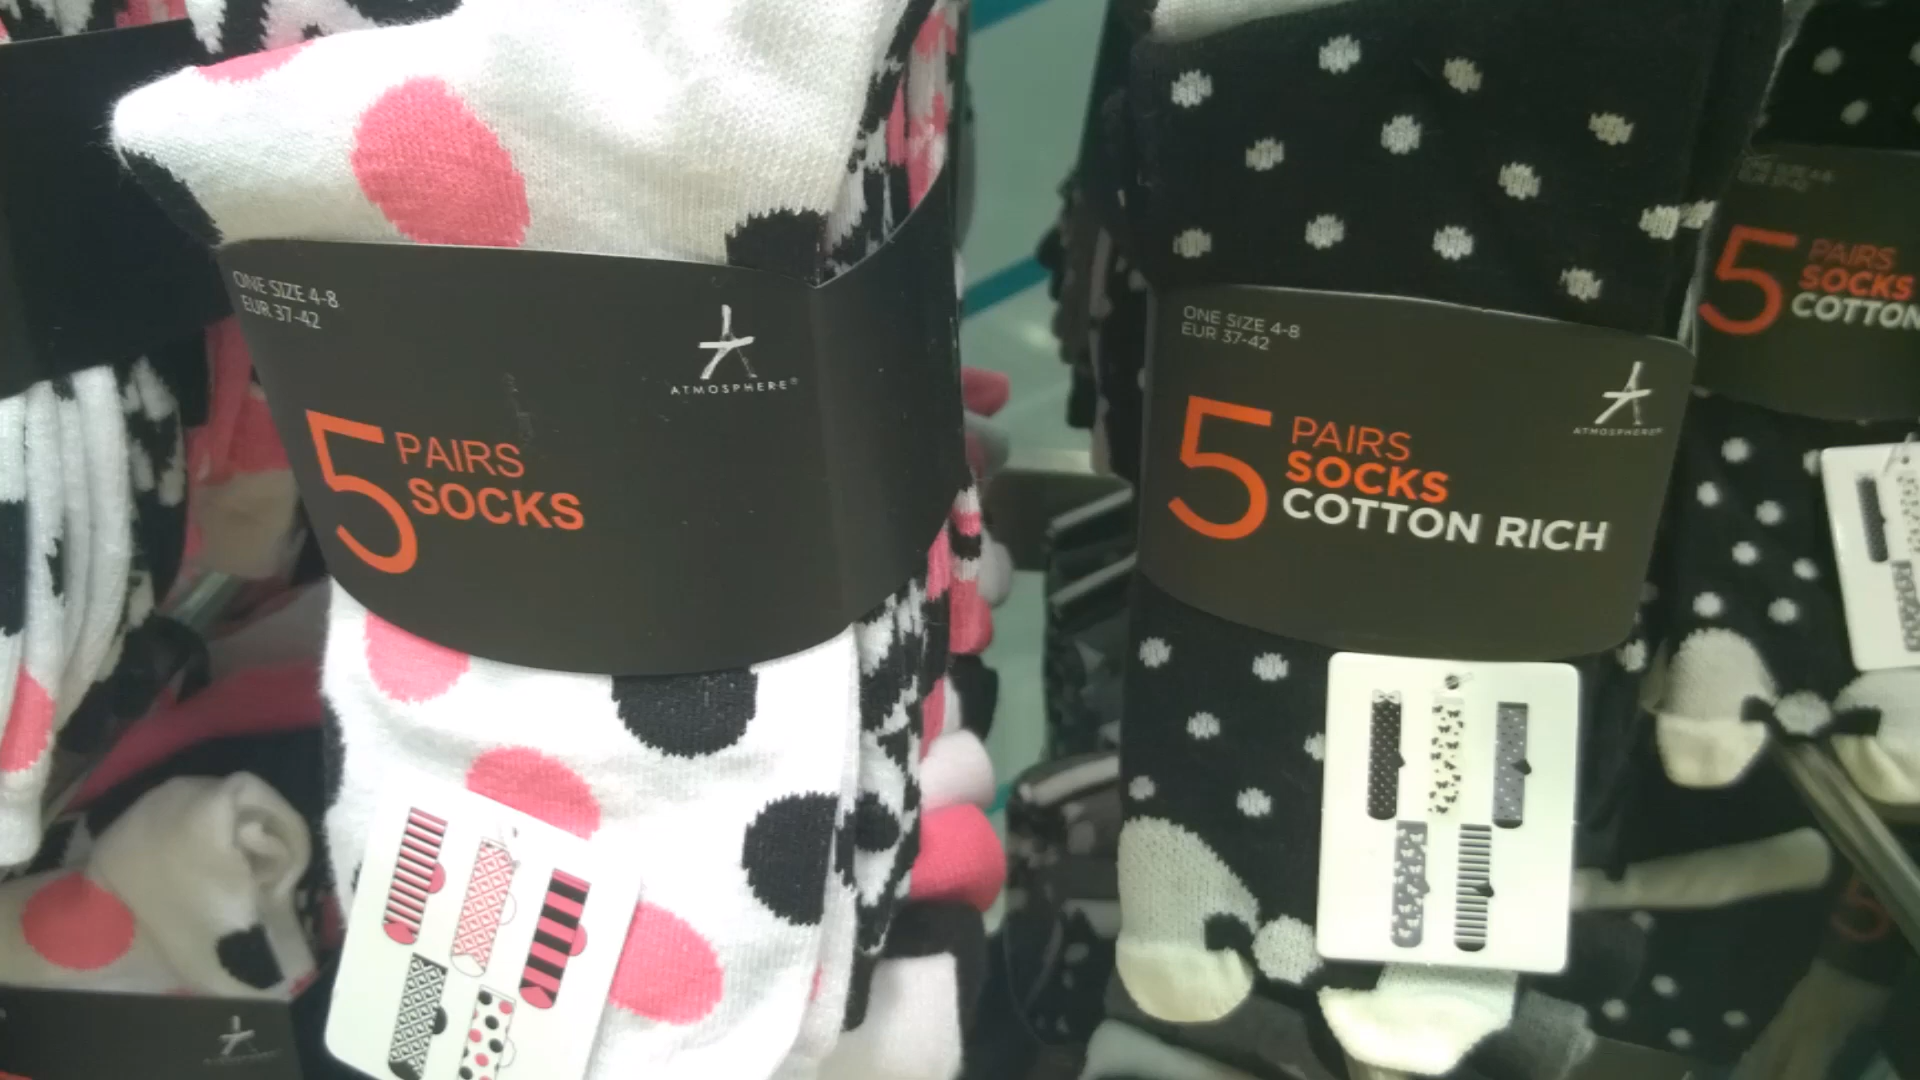 ONE SIZE 4-8
EUR 37-42
ATMOSPHERE®
5 PAIRS
SOCKS
ONE SIZE 4-8
EUR 37-42
ATMOSPHERE®
5 PAIRS
SOCKS
COTTON RICH
5 PAIRS
SOCKS
COTTON
5